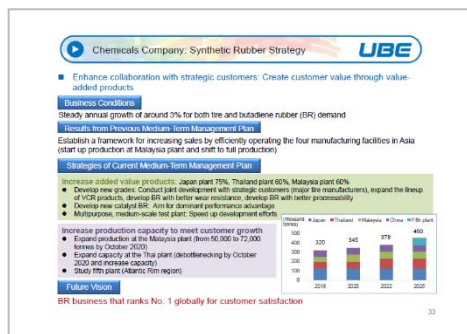 Chemicals Company: Synthetic Rubber Strategy
UBE
Enhance collaboration with strategic customers: Create customer value through value-
added products
Business Conditions
Steady annual growth of around 3% for both tire and butadiene rubber (BR) demand
Results from Previous Medium-Term Management Plan
Establish a framework for increasing sales by efficiently operating the four manufacturing facilities in Asia
(start up production at Malaysia plant and shift to full production)
Strategies of Current Medium-Term Management Plan
Increase added value products: Japan plant 75%, Thailand plant 60%, Malaysia plant 60%
Develop new grades: Conduct joint development with strategic customers (major tire manufacturers), expand the lineup
of VCR products, develop BR with better wear resistance, develop BR with better processability
Develop new catalyst BR: Aim for dominant performance advantage
Multipurpose, medium-scale test plant: Speed up development efforts
Increase production capacity to meet customer growth
Expand production at the Malaysia plant (from 50,000 to 72,000
tonnes by October 2020)
Expand capacity at the Thai plant (debottlenecking by October
2020 and increase capacity)
Study fifth plant (Atlantic Rim region)
(thousand
tonnes)
Japan Thailand Malaysia China Fifth plant
500
400
300
200
100
0
320
345
379
450
2018
2020
2022
2025
Future Vision
BR business that ranks No. 1 globally for customer satisfaction
33